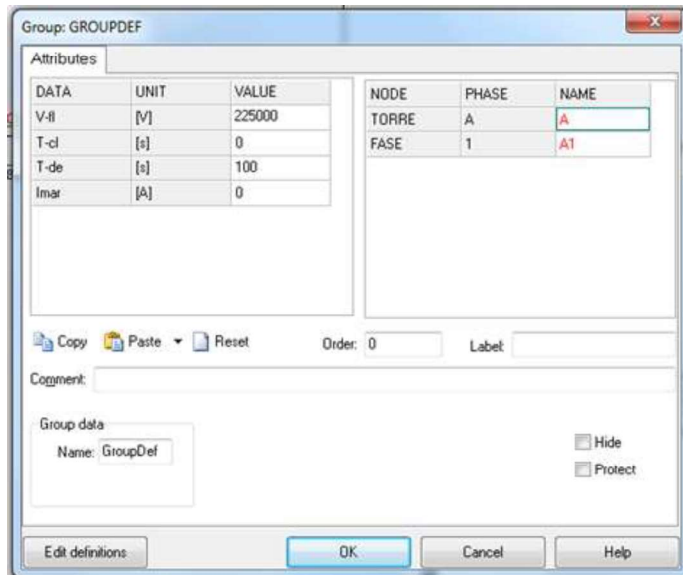 Group: GROUPDEF
Attributes
DATA UNIT VALUE
V-fl [V] 225000
T-cl [s] 0
T-de [s] 100
Imar [A] 0
NODE PHASE NAME
TORRE A A
FASE 1 A1
Copy Paste Reset Order: 0 Label:
Comment:
Group data
Name: GroupDef
Hide
Protect
Edit definitions OK Cancel Help